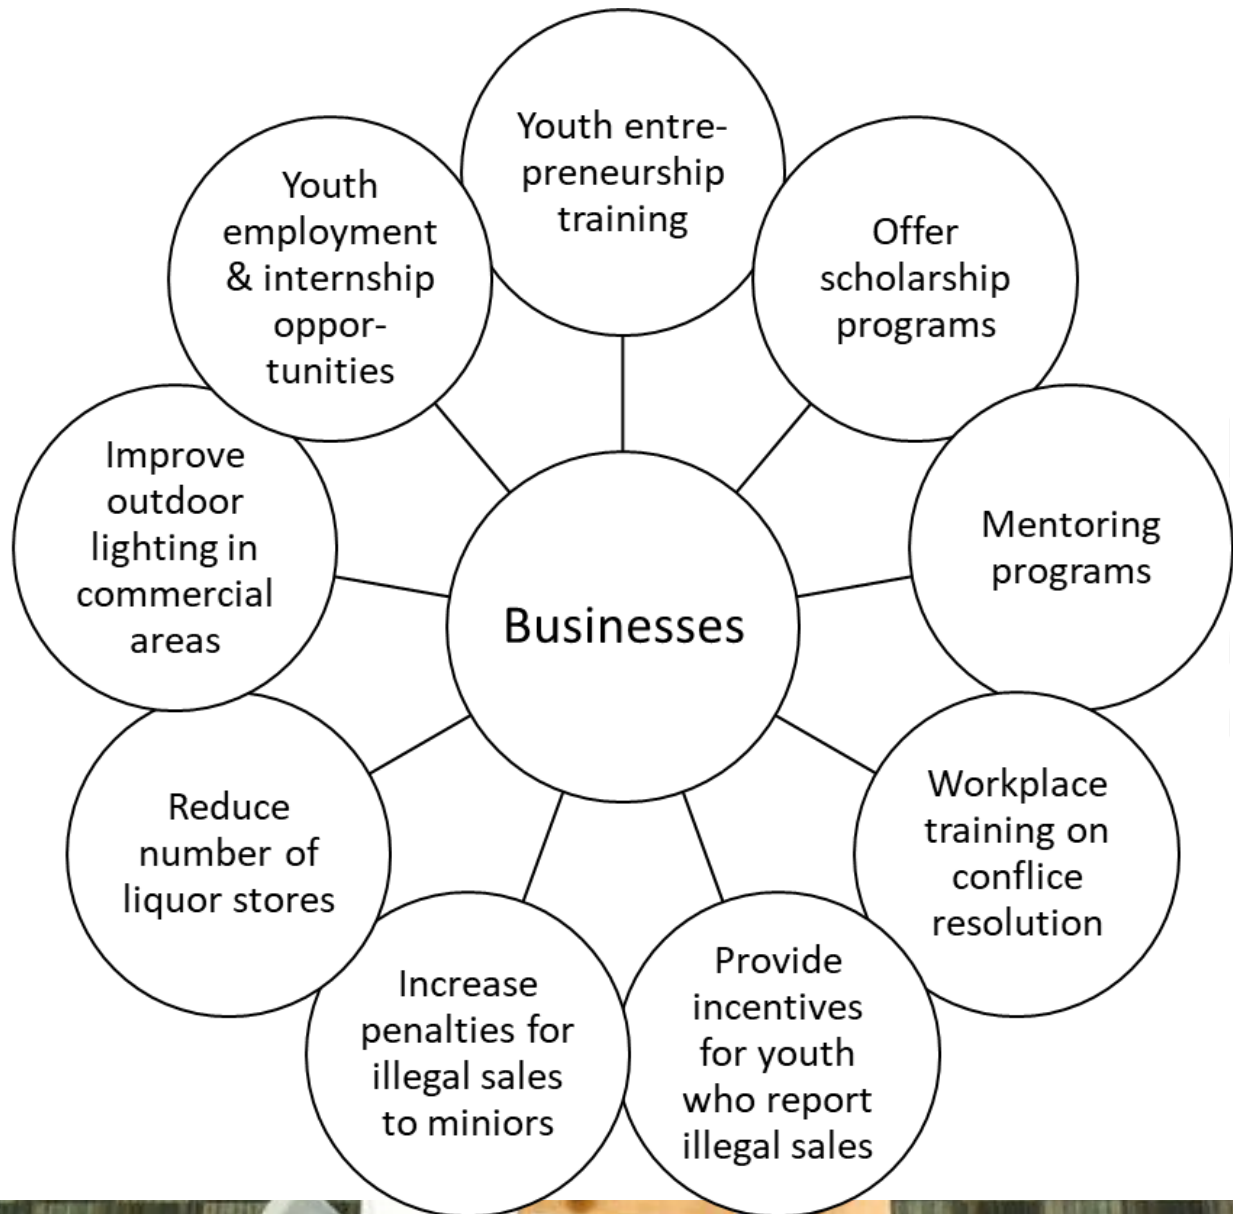 Youth entre-
preneurship
training
Offer
scholarship
programs
Mentoring
programs
Workplace
training on
conflice
resolution
Provide
incentives
for youth
who report
illegal sales
Increase
penalties for
illegal sales
to miniors
Reduce
number of
liquor stores
Improve
outdoor
lighting in
commercial
areas
Youth
employment
& internship
oppor-
tunities
Businesses